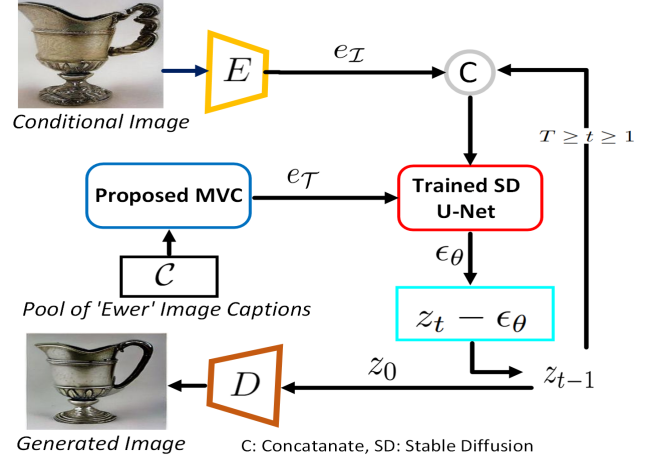 E
e_I
C
Conditional Image
T ≥ t ≥ 1
Proposed MVC
e_T
Trained SD
U-Net
C
ϵ_θ
Pool of 'Ewer' Image Captions
z_t − ϵ_θ
D
z_0
z_{t−1}
Generated Image
C: Concatanate, SD: Stable Diffusion